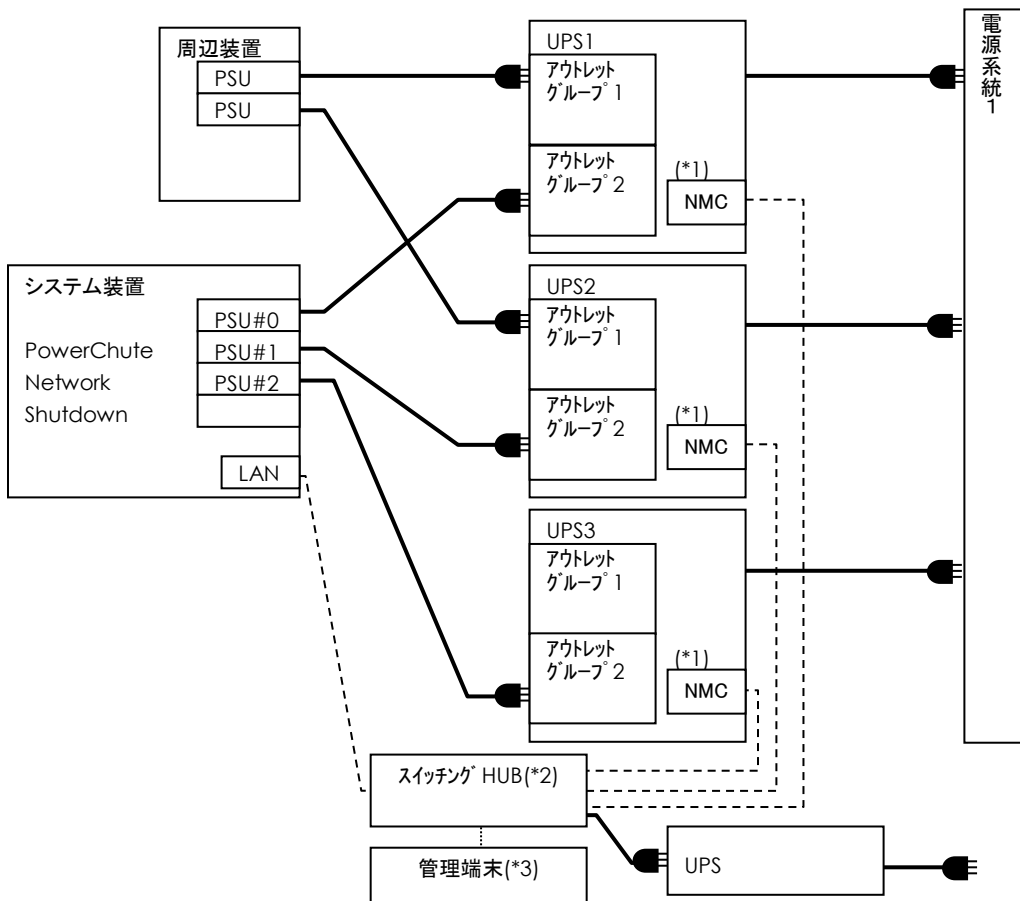 周辺装置
PSU
PSU
システム装置
PSU#0
PowerChute
PSU#1
Network
PSU#2
Shutdown
LAN
UPS1
アウトレット
グループ1
アウトレット
グループ2
(*1)
NMC
UPS2
アウトレット
グループ1
アウトレット
グループ2
(*1)
NMC
UPS3
アウトレット
グループ1
アウトレット
グループ2
(*1)
NMC
電源系統1
スイッチングHUB(*2)
管理端末(*3)
UPS